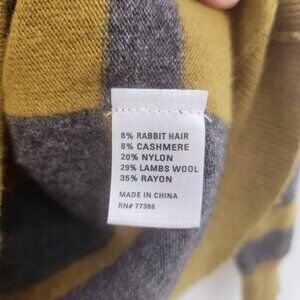 8% RABBIT HAIR
8% CASHMERE
20% NYLON
29% LAMBS WOOL
35% RAYON
MADE IN CHINA
RN# 77388